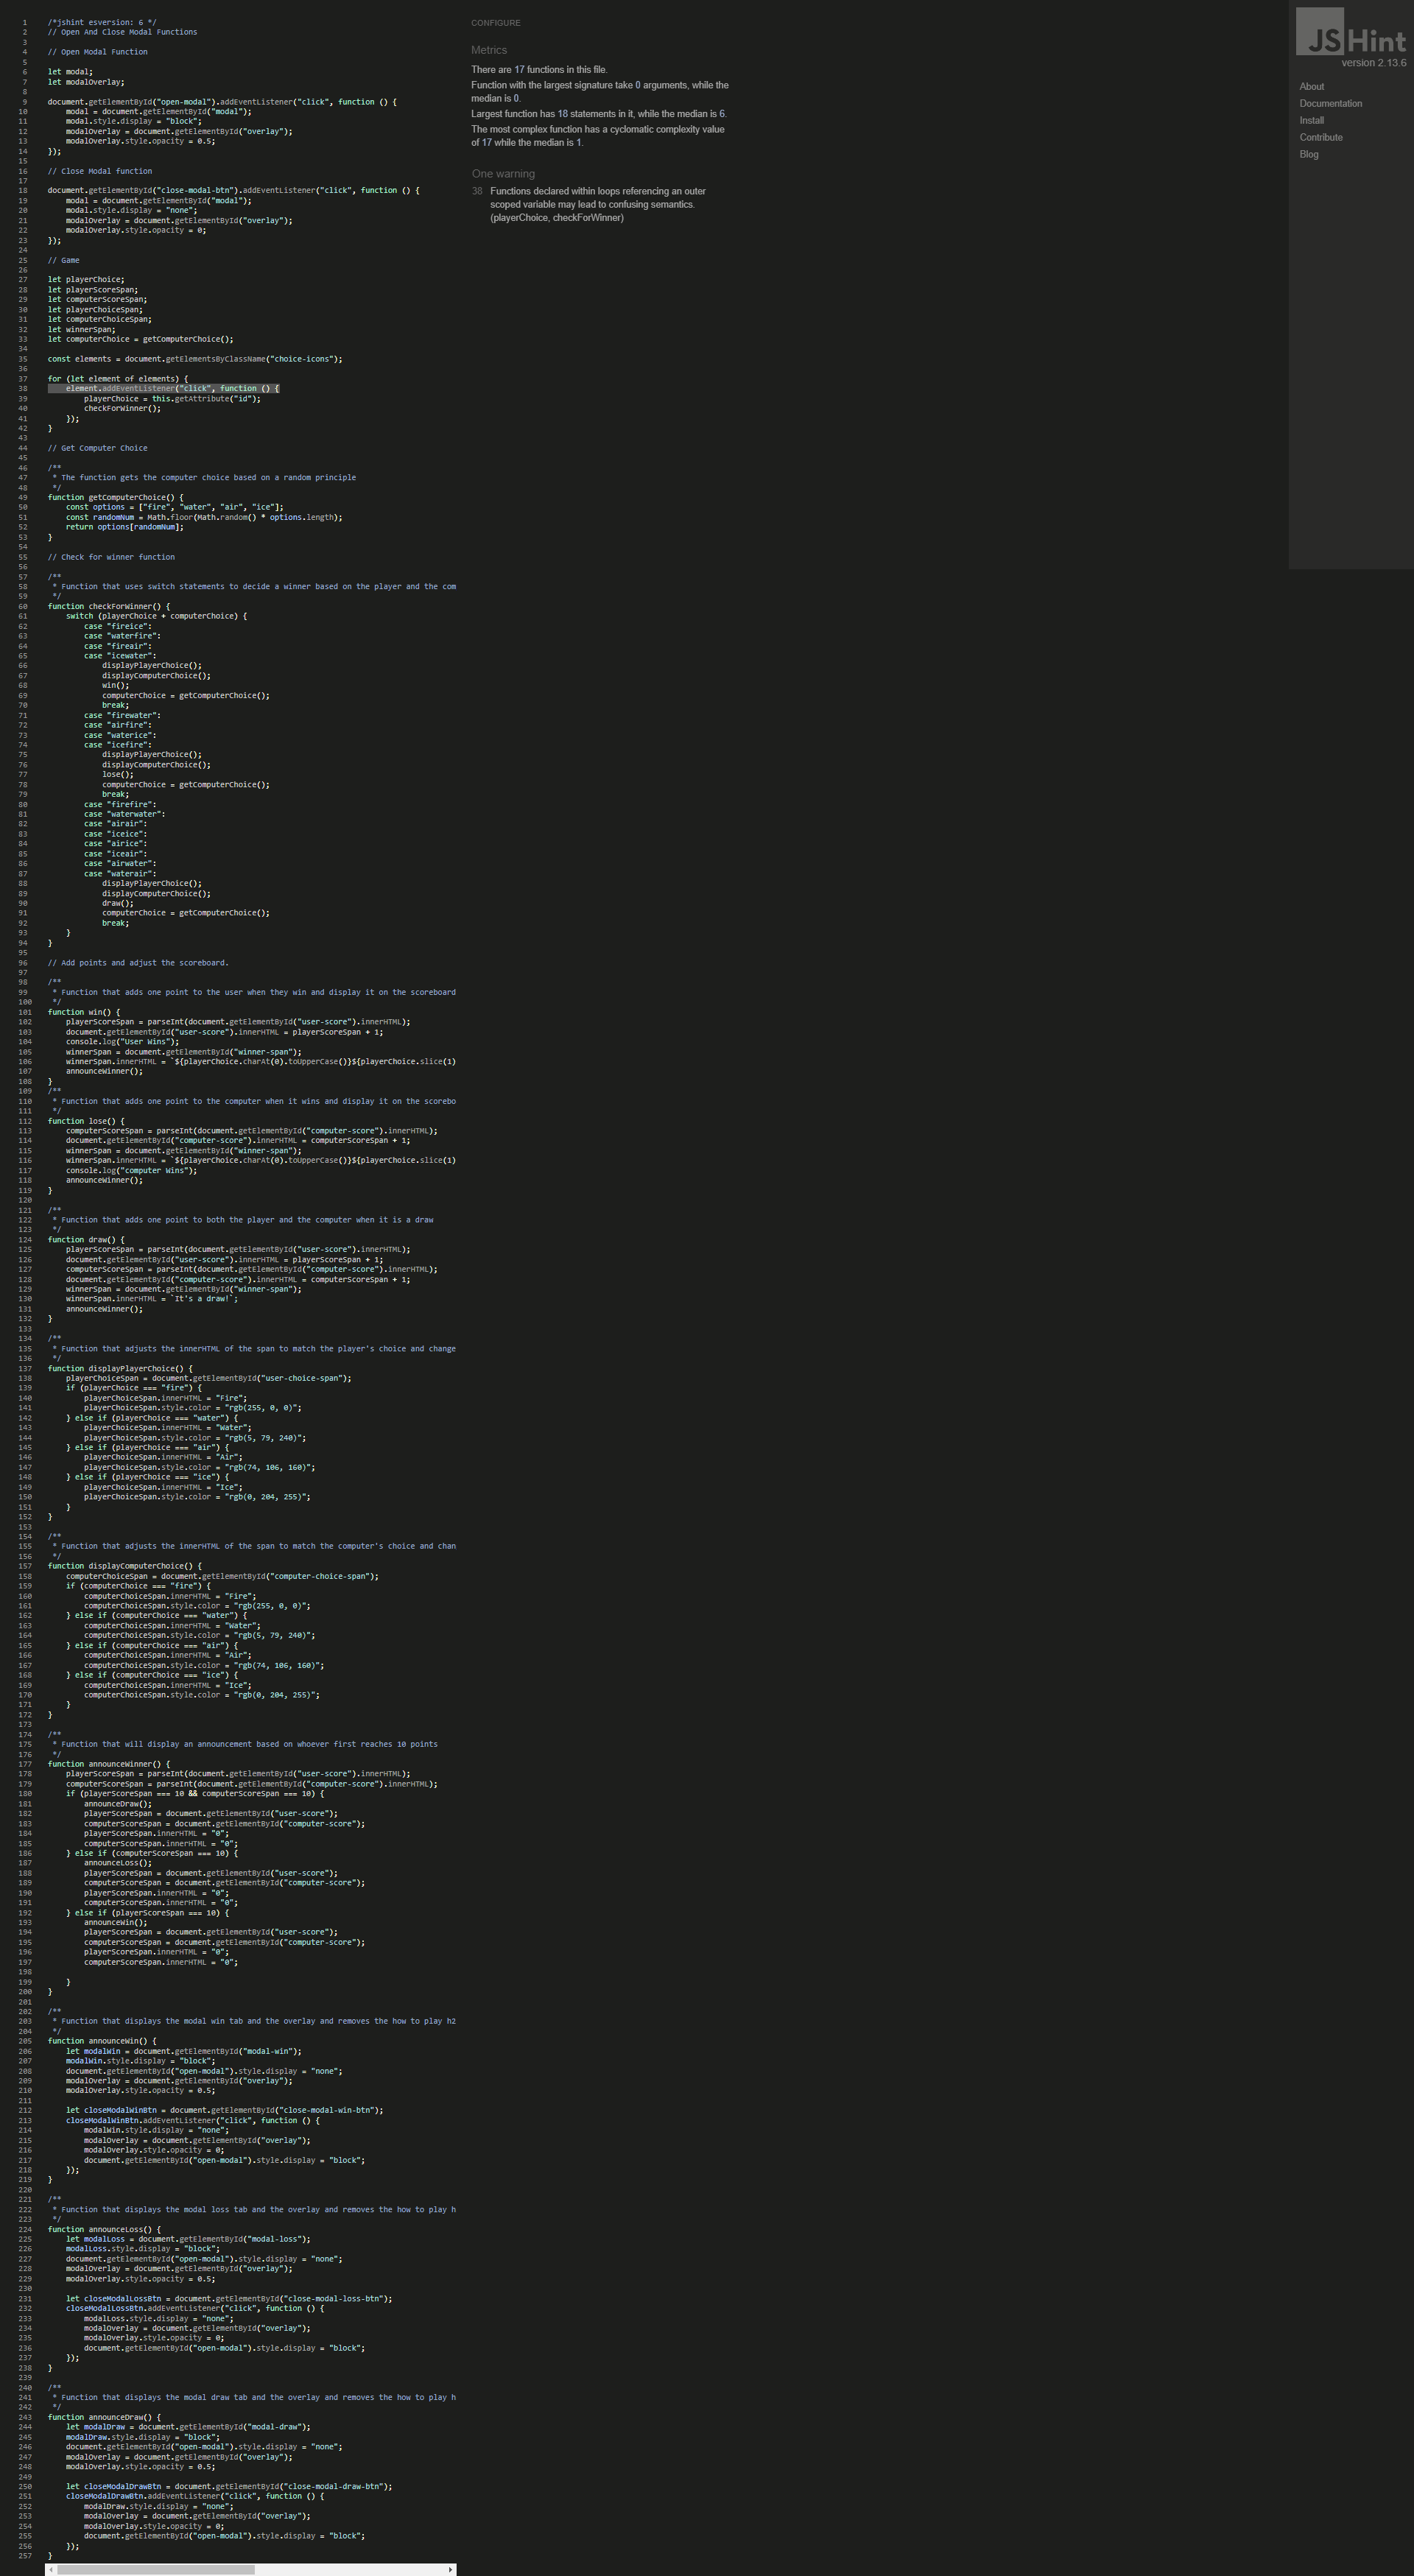 1 /*jshint esversion: 6 */
2 // Open And Close Modal Functions
3
4 // Open Modal Function
5
6 let modal;
7 let modalOverlay;
8
9 document.getElementById("open-modal").addEventListener("click", function () {
10 modal = document.getElementById("modal");
11 modal.style.display = "block";
12 modalOverlay = document.getElementById("overlay");
13 modalOverlay.style.opacity = 0.5;
14 });
15
16 // Close Modal function
17
18 document.getElementById("close-modal-btn").addEventListener("click", function () {
19 modal = document.getElementById("modal");
20 modal.style.display = "none";
21 modalOverlay = document.getElementById("overlay");
22 modalOverlay.style.opacity = 0;
23 });
24
25 // Game
26
27 let playerChoice;
28 let playerScoreSpan;
29 let computerScoreSpan;
30 let playerChoiceSpan;
31 let computerChoiceSpan;
32 let winnerSpan;
33 let computerChoice = getComputerChoice();
34
35 const elements = document.getElementsByClassName("choice-icons");
36
37 for (let element of elements) {
38 element.addEventListener("click", function () {
39 playerChoice = this.getAttribute("id");
40 checkForWinner();
41 });
42 }
43
44 // Get Computer Choice
45
46 /**
47 * The function gets the computer choice based on a random principle
48 */
49 function getComputerChoice() {
50 const options = ["fire", "water", "air", "ice"];
51 const randomNum = Math.floor(Math.random() * options.length);
52 return options[randomNum];
53 }
54
55 // Check for winner function
56
57 /**
58 * Function that uses switch statements to decide a winner based on the player and the com
59 */
60 function checkForWinner() {
61 switch (playerChoice + computerChoice) {
62 case "fireice":
63 case "waterfire":
64 case "fireair":
65 case "icewater":
66 displayPlayerChoice();
67 displayComputerChoice();
68 win();
69 computerChoice = getComputerChoice();
70 break;
71 case "firewater":
72 case "airfire":
73 case "waterice":
74 case "icefire":
75 displayPlayerChoice();
76 displayComputerChoice();
77 lose();
78 computerChoice = getComputerChoice();
79 break;
80 case "firefire":
81 case "waterwater":
82 case "airair":
83 case "iceice":
84 case "airice":
85 case "iceair":
86 case "airwater":
87 case "waterair":
88 displayPlayerChoice();
89 displayComputerChoice();
90 draw();
91 computerChoice = getComputerChoice();
92 break;
93 }
94 }
95
96 // Add points and adjust the scoreboard.
97
98 /**
99 * Function that adds one point to the user when they win and display it on the scoreboard
100 */
101 function win() {
102 playerScoreSpan = parseInt(document.getElementById("user-score").innerHTML);
103 document.getElementById("user-score").innerHTML = playerScoreSpan + 1;
104 console.log("User Wins");
105 winnerSpan = document.getElementById("winner-span");
106 winnerSpan.innerHTML = `${playerChoice.charAt(0).toUpperCase()}${playerChoice.slice(1)
107 announceWinner();
108 }
109 /**
110 * Function that adds one point to the computer when it wins and display it on the scorebo
111 */
112 function lose() {
113 computerScoreSpan = parseInt(document.getElementById("computer-score").innerHTML);
114 document.getElementById("computer-score").innerHTML = computerScoreSpan + 1;
115 winnerSpan = document.getElementById("winner-span");
116 winnerSpan.innerHTML = `${playerChoice.charAt(0).toUpperCase()}${playerChoice.slice(1)
117 console.log("computer Wins");
118 announceWinner();
119 }
120
121 /**
122 * Function that adds one point to both the player and the computer when it is a draw
123 */
124 function draw() {
125 playerScoreSpan = parseInt(document.getElementById("user-score").innerHTML);
126 document.getElementById("user-score").innerHTML = playerScoreSpan + 1;
127 computerScoreSpan = parseInt(document.getElementById("computer-score").innerHTML);
128 document.getElementById("computer-score").innerHTML = computerScoreSpan + 1;
129 winnerSpan = document.getElementById("winner-span");
130 winnerSpan.innerHTML = `It's a draw!`;
131 announceWinner();
132 }
133
134 /**
135 * Function that adjusts the innerHTML of the span to match the player's choice and change
136 */
137 function displayPlayerChoice() {
138 playerChoiceSpan = document.getElementById("user-choice-span");
139 if (playerChoice === "fire") {
140 playerChoiceSpan.innerHTML = "Fire";
141 playerChoiceSpan.style.color = "rgb(255, 0, 0)";
142 } else if (playerChoice === "water") {
143 playerChoiceSpan.innerHTML = "Water";
144 playerChoiceSpan.style.color = "rgb(5, 79, 240)";
145 } else if (playerChoice === "air") {
146 playerChoiceSpan.innerHTML = "Air";
147 playerChoiceSpan.style.color = "rgb(74, 106, 160)";
148 } else if (playerChoice === "ice") {
149 playerChoiceSpan.innerHTML = "Ice";
150 playerChoiceSpan.style.color = "rgb(0, 204, 255)";
151 }
152 }
153
154 /**
155 * Function that adjusts the innerHTML of the span to match the computer's choice and chan
156 */
157 function displayComputerChoice() {
158 computerChoiceSpan = document.getElementById("computer-choice-span");
159 if (computerChoice === "fire") {
160 computerChoiceSpan.innerHTML = "Fire";
161 computerChoiceSpan.style.color = "rgb(255, 0, 0)";
162 } else if (computerChoice === "water") {
163 computerChoiceSpan.innerHTML = "Water";
164 computerChoiceSpan.style.color = "rgb(5, 79, 240)";
165 } else if (computerChoice === "air") {
166 computerChoiceSpan.innerHTML = "Air";
167 computerChoiceSpan.style.color = "rgb(74, 106, 160)";
168 } else if (computerChoice === "ice") {
169 computerChoiceSpan.innerHTML = "Ice";
170 computerChoiceSpan.style.color = "rgb(0, 204, 255)";
171 }
172 }
173
174 /**
175 * Function that will display an announcement based on whoever first reaches 10 points
176 */
177 function announceWinner() {
178 playerScoreSpan = parseInt(document.getElementById("user-score").innerHTML);
179 computerScoreSpan = parseInt(document.getElementById("computer-score").innerHTML);
180 if (playerScoreSpan === 10 && computerScoreSpan === 10) {
181 announceDraw();
182 playerScoreSpan = document.getElementById("user-score");
183 computerScoreSpan = document.getElementById("computer-score");
184 playerScoreSpan.innerHTML = "0";
185 computerScoreSpan.innerHTML = "0";
186 } else if (computerScoreSpan === 10) {
187 announceLoss();
188 playerScoreSpan = document.getElementById("user-score");
189 computerScoreSpan = document.getElementById("computer-score");
190 playerScoreSpan.innerHTML = "0";
191 computerScoreSpan.innerHTML = "0";
192 } else if (playerScoreSpan === 10) {
193 announceWin();
194 playerScoreSpan = document.getElementById("user-score");
195 computerScoreSpan = document.getElementById("computer-score");
196 playerScoreSpan.innerHTML = "0";
197 computerScoreSpan.innerHTML = "0";
198
199 }
200 }
201
202 /**
203 * Function that displays the modal win tab and the overlay and removes the how to play h2
204 */
205 function announceWin() {
206 let modalWin = document.getElementById("modal-win");
207 modalWin.style.display = "block";
208 document.getElementById("open-modal").style.display = "none";
209 modalOverlay = document.getElementById("overlay");
210 modalOverlay.style.opacity = 0.5;
211
212 let closeModalWinBtn = document.getElementById("close-modal-win-btn");
213 closeModalWinBtn.addEventListener("click", function () {
214 modalWin.style.display = "none";
215 modalOverlay = document.getElementById("overlay");
216 modalOverlay.style.opacity = 0;
217 document.getElementById("open-modal").style.display = "block";
218 });
219 }
220
221 /**
222 * Function that displays the modal loss tab and the overlay and removes the how to play h
223 */
224 function announceLoss() {
225 let modalLoss = document.getElementById("modal-loss");
226 modalLoss.style.display = "block";
227 document.getElementById("open-modal").style.display = "none";
228 modalOverlay = document.getElementById("overlay");
229 modalOverlay.style.opacity = 0.5;
230
231 let closeModalLossBtn = document.getElementById("close-modal-loss-btn");
232 closeModalLossBtn.addEventListener("click", function () {
233 modalLoss.style.display = "none";
234 modalOverlay = document.getElementById("overlay");
235 modalOverlay.style.opacity = 0;
236 document.getElementById("open-modal").style.display = "block";
237 });
238 }
239
240 /**
241 * Function that displays the modal draw tab and the overlay and removes the how to play h
242 */
243 function announceDraw() {
244 let modalDraw = document.getElementById("modal-draw");
245 modalDraw.style.display = "block";
246 document.getElementById("open-modal").style.display = "none";
247 modalOverlay = document.getElementById("overlay");
248 modalOverlay.style.opacity = 0.5;
249
250 let closeModalDrawBtn = document.getElementById("close-modal-draw-btn");
251 closeModalDrawBtn.addEventListener("click", function () {
252 modalDraw.style.display = "none";
253 modalOverlay = document.getElementById("overlay");
254 modalOverlay.style.opacity = 0;
255 document.getElementById("open-modal").style.display = "block";
256 });
257 }
CONFIGURE
Metrics
There are 17 functions in this file.
Function with the largest signature take 0 arguments, while the
median is 0.
Largest function has 18 statements in it, while the median is 6.
The most complex function has a cyclomatic complexity value
of 17 while the median is 1.
One warning
38 Functions declared within loops referencing an outer
scoped variable may lead to confusing semantics.
(playerChoice, checkForWinner)
JSHint
version 2.13.6
About
Documentation
Install
Contribute
Blog